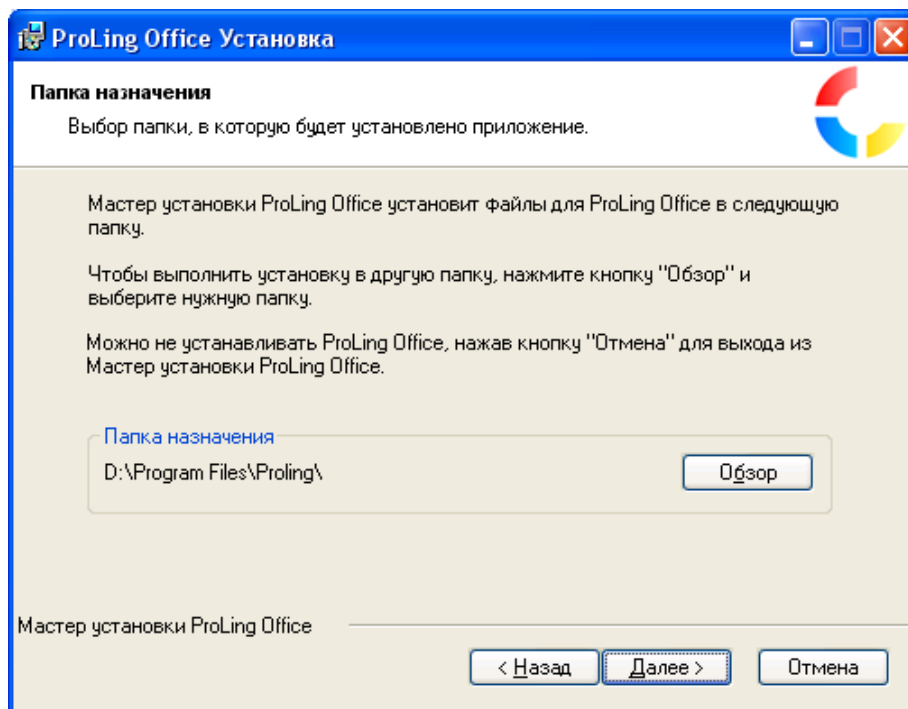 ProLing Office Установка
Папка назначения
Выбор папки, в которую будет установлено приложение.
Мастер установки ProLing Office установит файлы для ProLing Office в следующую
папку.
Чтобы выполнить установку в другую папку, нажмите кнопку "Обзор" и
выберите нужную папку.
Можно не устанавливать ProLing Office, нажав кнопку "Отмена" для выхода из
Мастер установки ProLing Office.
Папка назначения
D:\Program Files\Proling\
Обзор
Мастер установки ProLing Office
< Назад
Далее >
Отмена